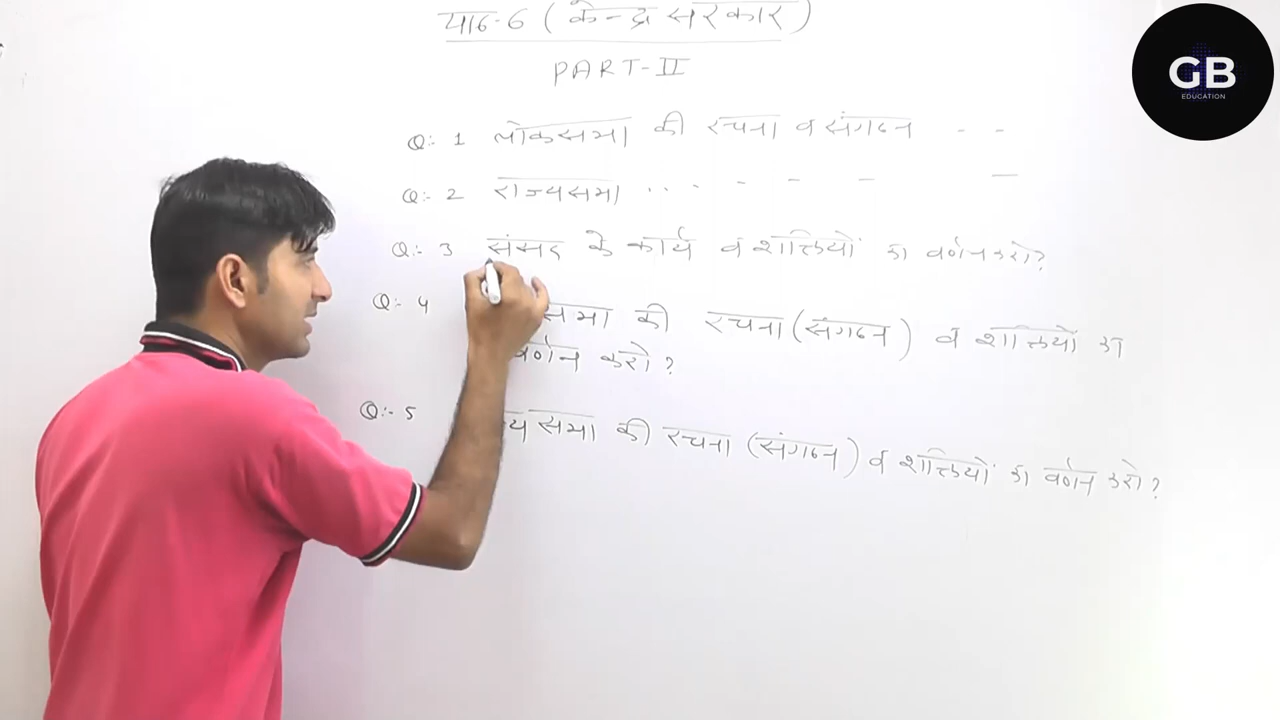 पाठ-6 (केन्द्र सरकार)
PART-II
Q:- 1 लोकसभा की रचना व संगठन - -
Q:- 2 राज्यसभा ... - - - -
Q:- 3 संसद के कार्य व शक्तियों का वर्णन करो?
Q:- 4 सभा की रचना (संगठन) व शक्तियों का
वर्णन करो?
Q:- 5 य सभा की रचना (संगठन) व शक्तियों का वर्णन करो?
GB
EDUCATION